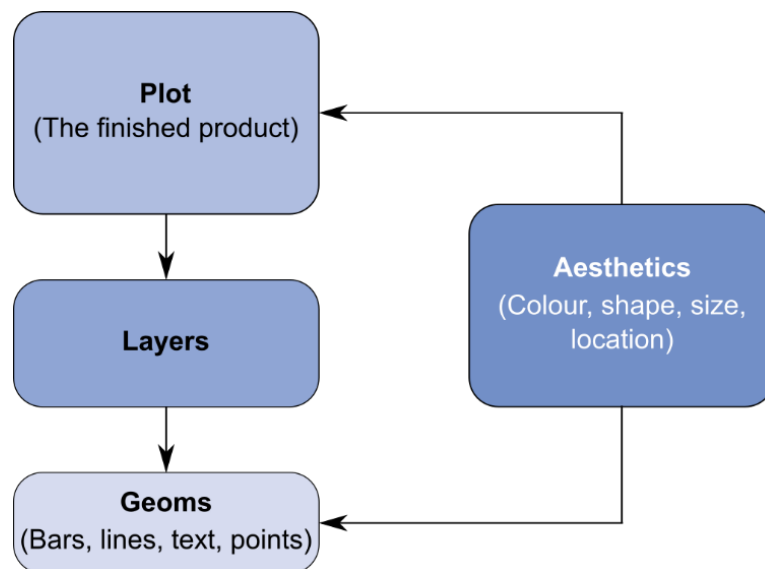 Plot
(The finished product)
Aesthetics
(Colour, shape, size,
location)
Layers
Geoms
(Bars, lines, text, points)